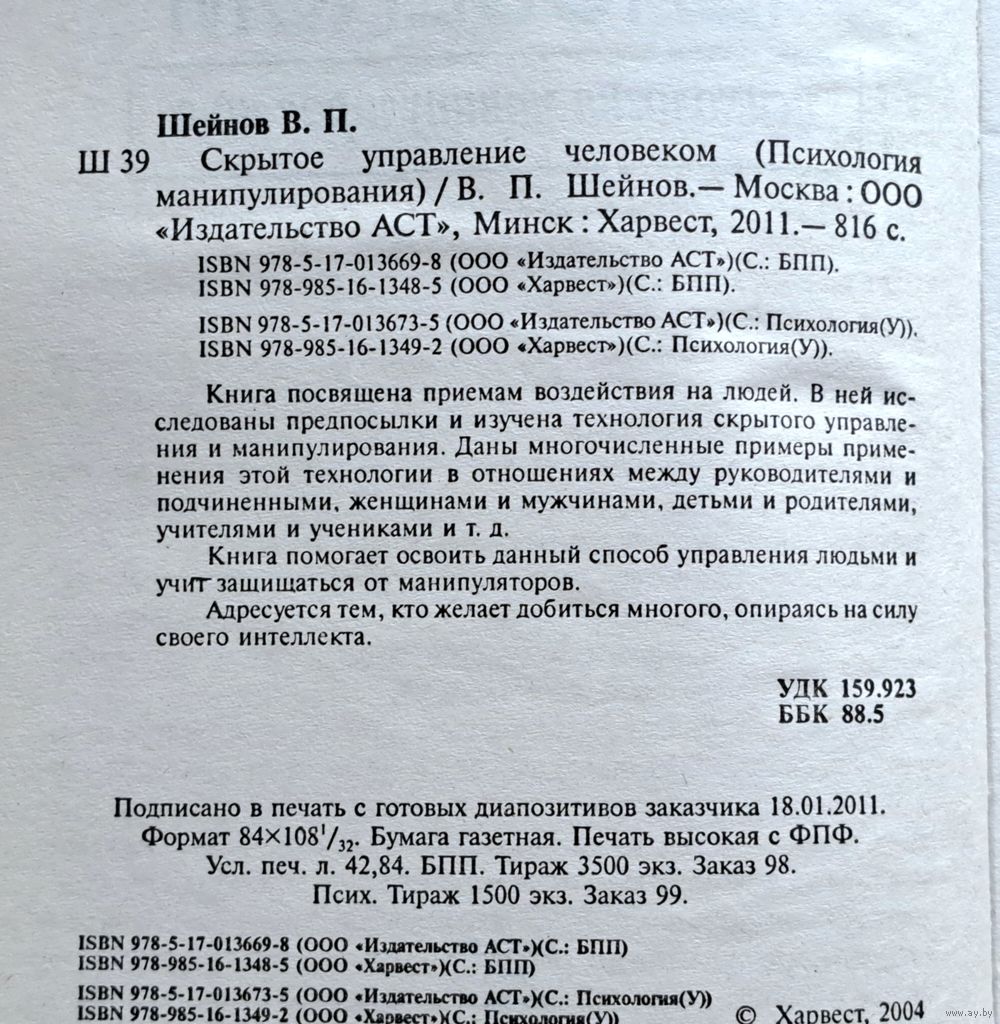 Шейнов В. П.
Ш 39 Скрытое управление человеком (Психология
манипулирования) / В. П. Шейнов.— Москва : ООО
«Издательство АСТ», Минск : Харвест, 2011.— 816 с.
ISBN 978-5-17-013669-8 (ООО «Издательство АСТ»)(С.: БПП).
ISBN 978-985-16-1348-5 (ООО «Харвест»)(С.: БПП).
ISBN 978-5-17-013673-5 (ООО «Издательство АСТ»)(С.: Психология(У)).
ISBN 978-985-16-1349-2 (ООО «Харвест»)(С.: Психология(У)).
Книга посвящена приемам воздействия на людей. В ней ис-
следованы предпосылки и изучена технология скрытого управле-
ния и манипулирования. Даны многочисленные примеры приме-
нения этой технологии в отношениях между руководителями и
подчиненными, женщинами и мужчинами, детьми и родителями,
учителями и учениками и т. д.
Книга помогает освоить данный способ управления людьми и
учит защищаться от манипуляторов.
Адресуется тем, кто желает добиться многого, опираясь на силу
своего интеллекта.
УДК 159.923
ББК 88.5
Подписано в печать с готовых диапозитивов заказчика 18.01.2011.
Формат 84×108¹/₃₂. Бумага газетная. Печать высокая с ФПФ.
Усл. печ. л. 42,84. БПП. Тираж 3500 экз. Заказ 98.
Псих. Тираж 1500 экз. Заказ 99.
ISBN 978-5-17-013669-8 (ООО «Издательство АСТ»)(С.: БПП)
ISBN 978-985-16-1348-5 (ООО «Харвест»)(С.: БПП)
ISBN 978-5-17-013673-5 (ООО «Издательство АСТ»)(С.: Психология(У))
ISBN 978-985-16-1349-2 (ООО «Харвест»)(С.: Психология(У))
© Харвест, 2004
www.ay.by